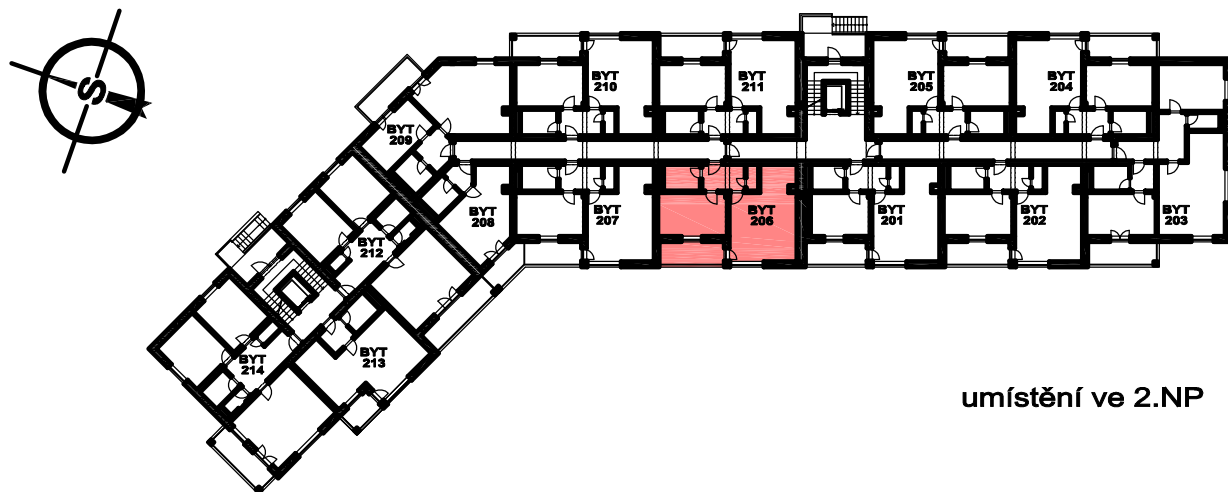 S
BYT
210
BYT
211
BYT
205
BYT
204
BYT
209
BYT
208
BYT
207
BYT
206
BYT
201
BYT
202
BYT
203
BYT
212
BYT
213
BYT
214
umístění ve 2.NP